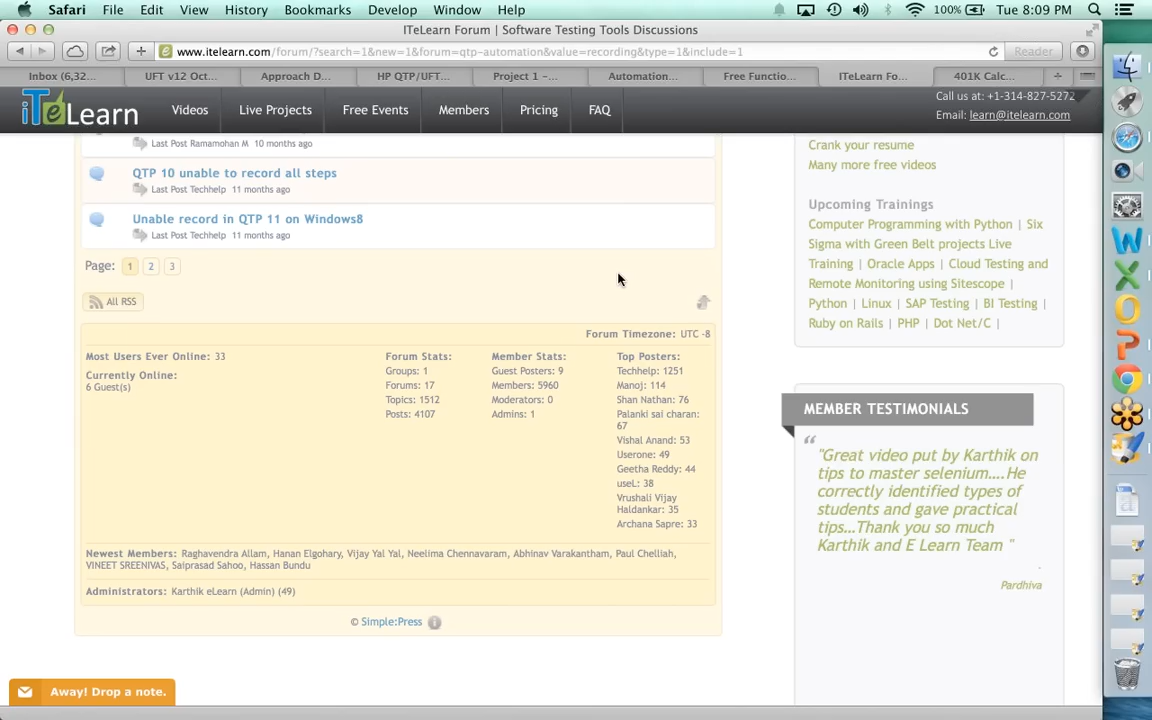 Safari File Edit View History Bookmarks Develop Window Help 100% Tue 8:09 PM
ITeLearn Forum | Software Testing Tools Discussions
www.itelearn.com/forum/?search=1&new=1&forum=qtp-automation&value=recording&type=1&include=1
Reader
Inbox (6,32... UFT v12 Oct... Approach D... HP QTP/UFT... Project 1 –... Automation... Free Functio... ITeLearn Fo... 401K Calc...
iTeLearn
Videos Live Projects Free Events Members Pricing FAQ
Call us at: +1-314-827-5272
Email: learn@itelearn.com
Last Post Ramamohan M 10 months ago
QTP 10 unable to record all steps
Last Post Techhelp 11 months ago
Unable record in QTP 11 on Windows8
Last Post Techhelp 11 months ago
Page: 1 2 3
All RSS
Forum Timezone: UTC -8
Most Users Ever Online: 33
Currently Online:
6 Guest(s)
Forum Stats:
Groups: 1
Forums: 17
Topics: 1512
Posts: 4107
Member Stats:
Guest Posters: 9
Members: 5960
Moderators: 0
Admins: 1
Top Posters:
Techhelp: 1251
Manoj: 114
Shan Nathan: 76
Palanki sai charan:
67
Vishal Anand: 53
Userone: 49
Geetha Reddy: 44
useL: 38
Vrushali Vijay
Haldankar: 35
Archana Sapre: 33
Newest Members: Raghavendra Allam, Hanan Elgohary, Vijay Yal Yal, Neelima Chennavaram, Abhinav Varakantham, Paul Chelliah,
VINEET SREENIVAS, Saiprasad Sahoo, Hassan Bundu
Administrators: Karthik eLearn (Admin) (49)
© Simple:Press
Away! Drop a note.
Crank your resume
Many more free videos
Upcoming Trainings
Computer Programming with Python | Six
Sigma with Green Belt projects Live
Training | Oracle Apps | Cloud Testing and
Remote Monitoring using Sitescope |
Python | Linux | SAP Testing | BI Testing |
Ruby on Rails | PHP | Dot Net/C |
MEMBER TESTIMONIALS
"Great video put by Karthik on
tips to master selenium....He
correctly identified types of
students and gave practical
tips...Thank you so much
Karthik and E Learn Team "
Pardhiva